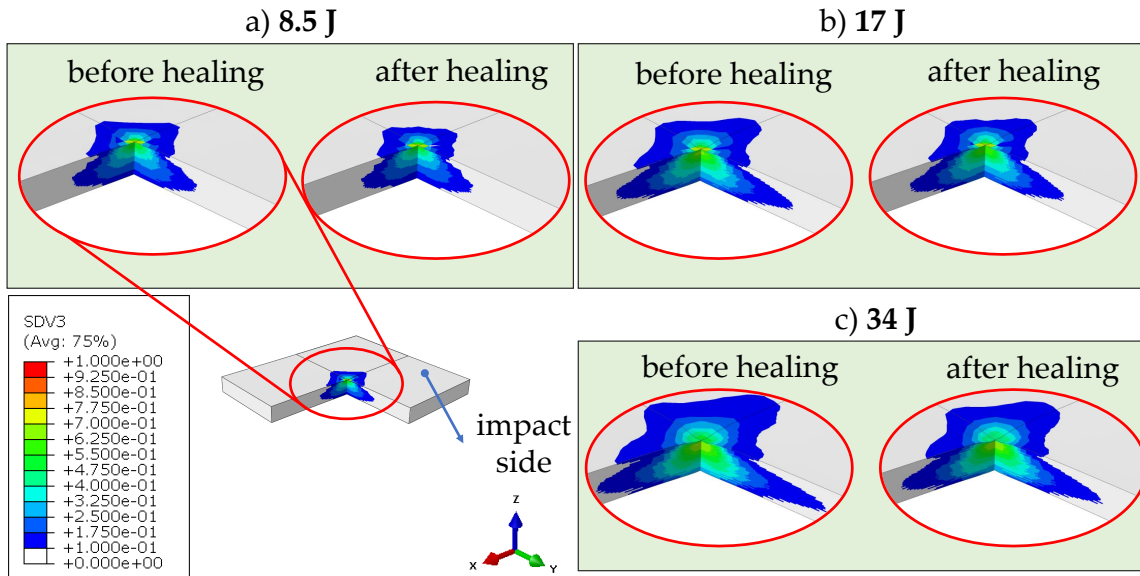 a) 8.5 J
before healing
after healing
b) 17 J
before healing
after healing
SDV3
(Avg: 75%)
+1.000e+00
+9.250e-01
+8.500e-01
+7.750e-01
+7.000e-01
+6.250e-01
+5.500e-01
+4.750e-01
+4.000e-01
+3.250e-01
+2.500e-01
+1.750e-01
+1.000e-01
+0.000e+00
impact
side
Z
X
Y
c) 34 J
before healing
after healing